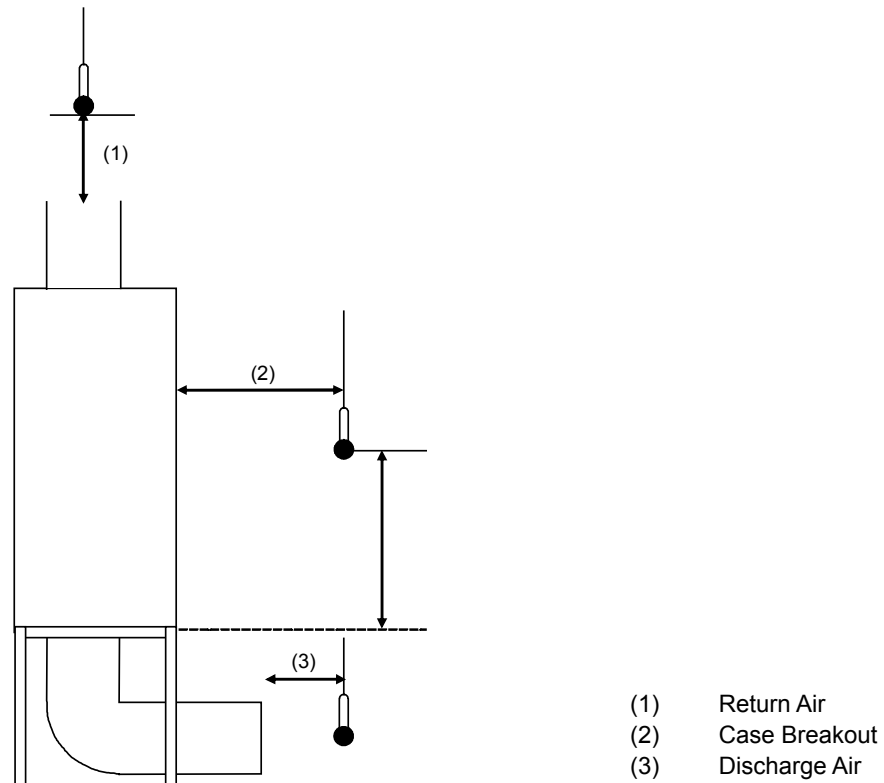 (1)
(2)
(3)
(1) Return Air
(2) Case Breakout
(3) Discharge Air